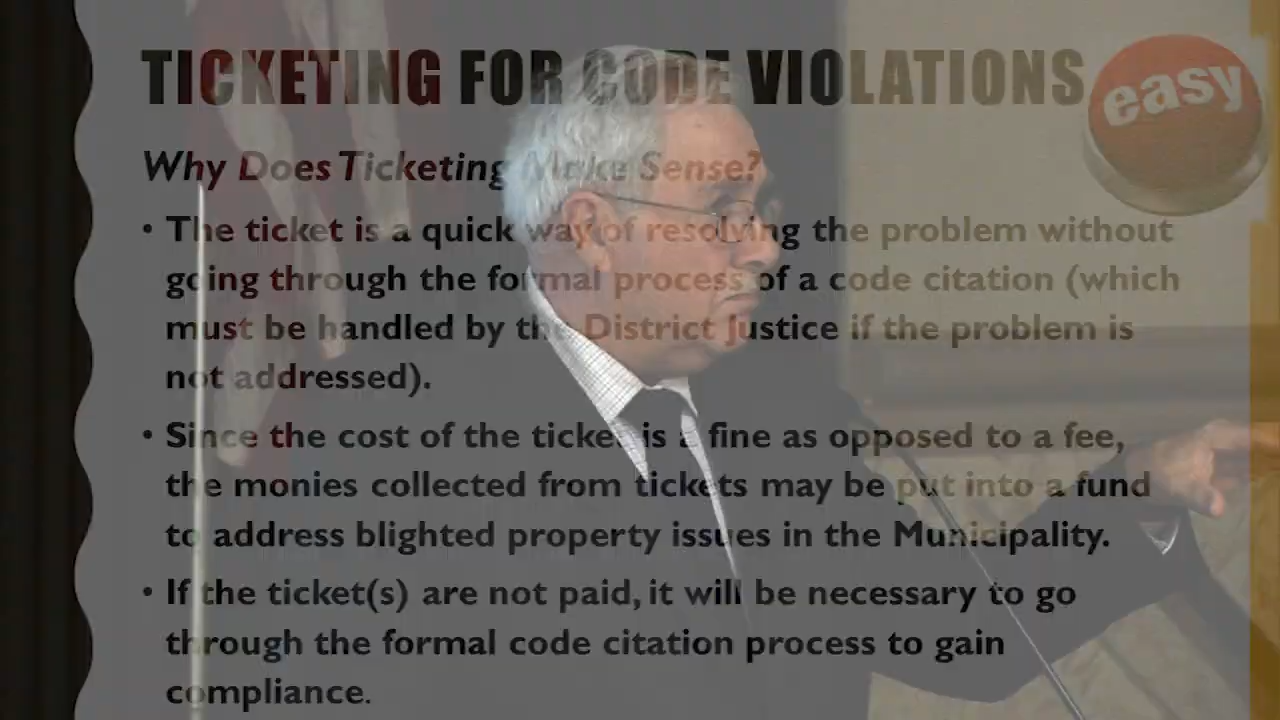 TICKETING FOR CODE VIOLATIONS
easy
Why Does Ticketing Make Sense?
• The ticket is a quick way of resolving the problem without
going through the formal process of a code citation (which
must be handled by the District Justice if the problem is
not addressed).
• Since the cost of the ticket is a fine as opposed to a fee,
the monies collected from tickets may be put into a fund
to address blighted property issues in the Municipality.
• If the ticket(s) are not paid, it will be necessary to go
through the formal code citation process to gain
compliance.